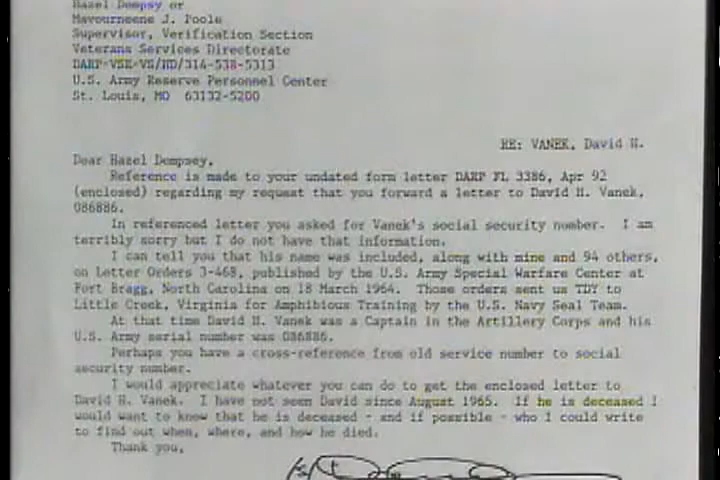 Hazel Dempsy or
Mavourneene J. Poole
Supervisor, Verification Section
Veterans Services Directorate
DARP-VSE-VS/HD/314-538-5313
U.S. Army Reserve Personnel Center
St. Louis, MO 63132-5200
RE: VANEK, David H.
Dear Hazel Dempsey,
Reference is made to your undated form letter DARP FL 3386, Apr 92
(enclosed) regarding my request that you forward a letter to David H. Vanek,
086886.
In referenced letter you asked for Vanek's social security number. I am
terribly sorry but I do not have that information.
I can tell you that his name was included, along with mine and 94 others,
on Letter Orders 3-468, published by the U.S. Army Special Warfare Center at
Fort Bragg, North Carolina on 18 March 1964. Those orders sent us TDY to
Little Creek, Virginia for Amphibious Training by the U.S. Navy Seal Team.
At that time David H. Vanek was a Captain in the Artillery Corps and his
U.S. Army serial number was 086886.
Perhaps you have a cross-reference from old service number to social
security number.
I would appreciate whatever you can do to get the enclosed letter to
David H. Vanek. I have not seen David since August 1965. If he is deceased I
would want to know that he is deceased - and if possible - who I could write
to find out when, where, and how he died.
Thank you,